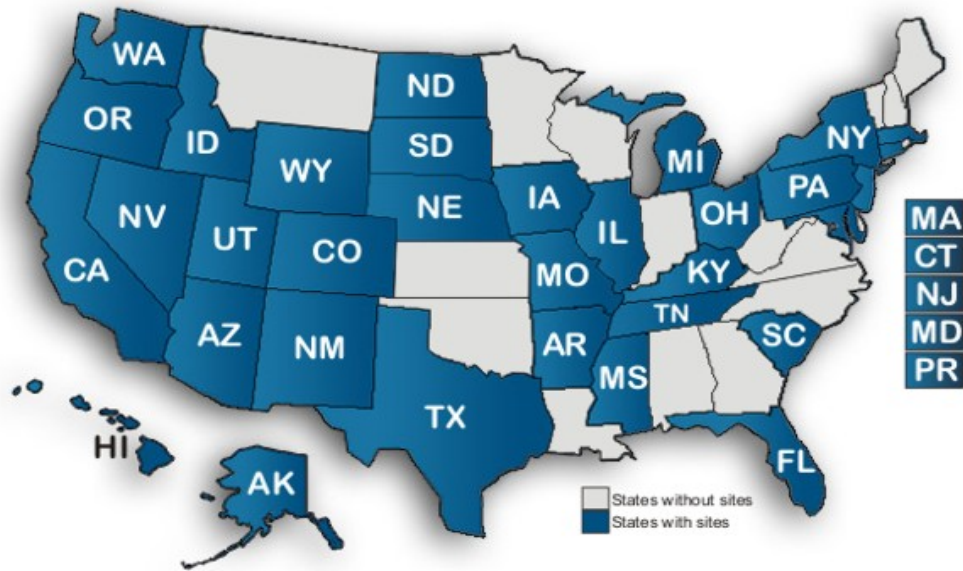 WA
ND
OR
ID
SD
MI
NY
WY
NE
IA
IL
OH
PA
NV
UT
CO
MO
KY
CA
AZ
NM
AR
TN
MS
SC
TX
FL
HI
AK
MA
CT
NJ
MD
PR
States without sites
States with sites